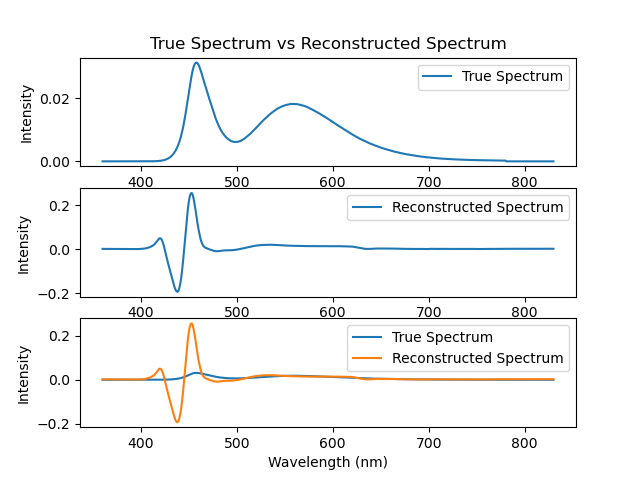 True Spectrum vs Reconstructed Spectrum
Intensity
0.02
0.00
True Spectrum
400 500 600 700 800
Intensity
0.2
0.0
−0.2
Reconstructed Spectrum
400 500 600 700 800
Intensity
0.2
0.0
−0.2
True Spectrum
Reconstructed Spectrum
400 500 600 700 800
Wavelength (nm)